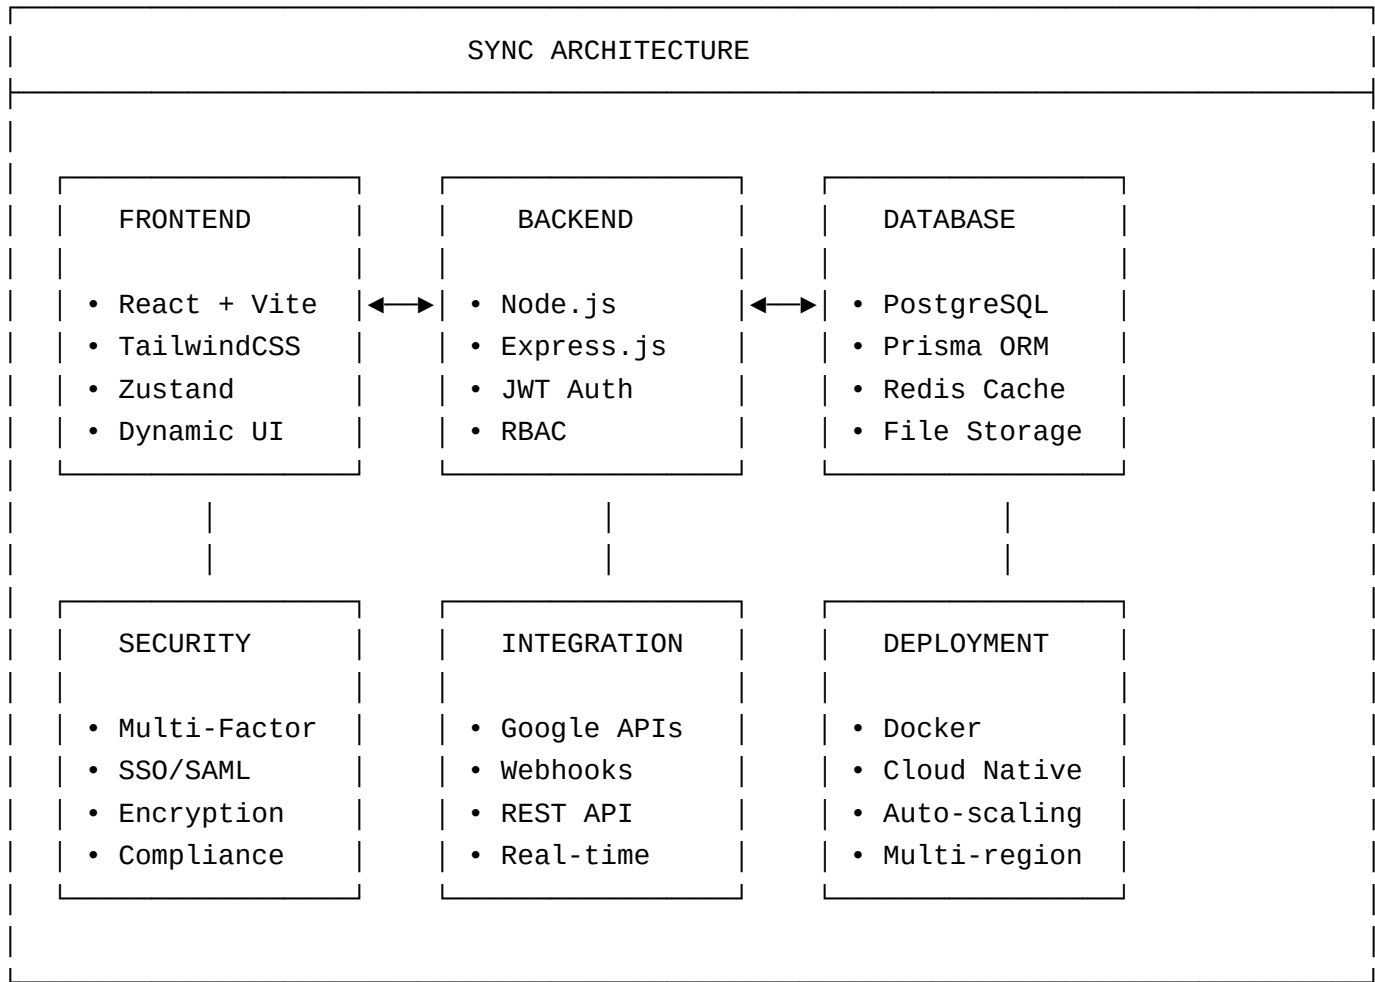 SYNC ARCHITECTURE
FRONTEND BACKEND DATABASE
• React + Vite • Node.js • PostgreSQL
• TailwindCSS • Express.js • Prisma ORM
• Zustand • JWT Auth • Redis Cache
• Dynamic UI • RBAC • File Storage
SECURITY INTEGRATION DEPLOYMENT
• Multi-Factor • Google APIs • Docker
• SSO/SAML • Webhooks • Cloud Native
• Encryption • REST API • Auto-scaling
• Compliance • Real-time • Multi-region